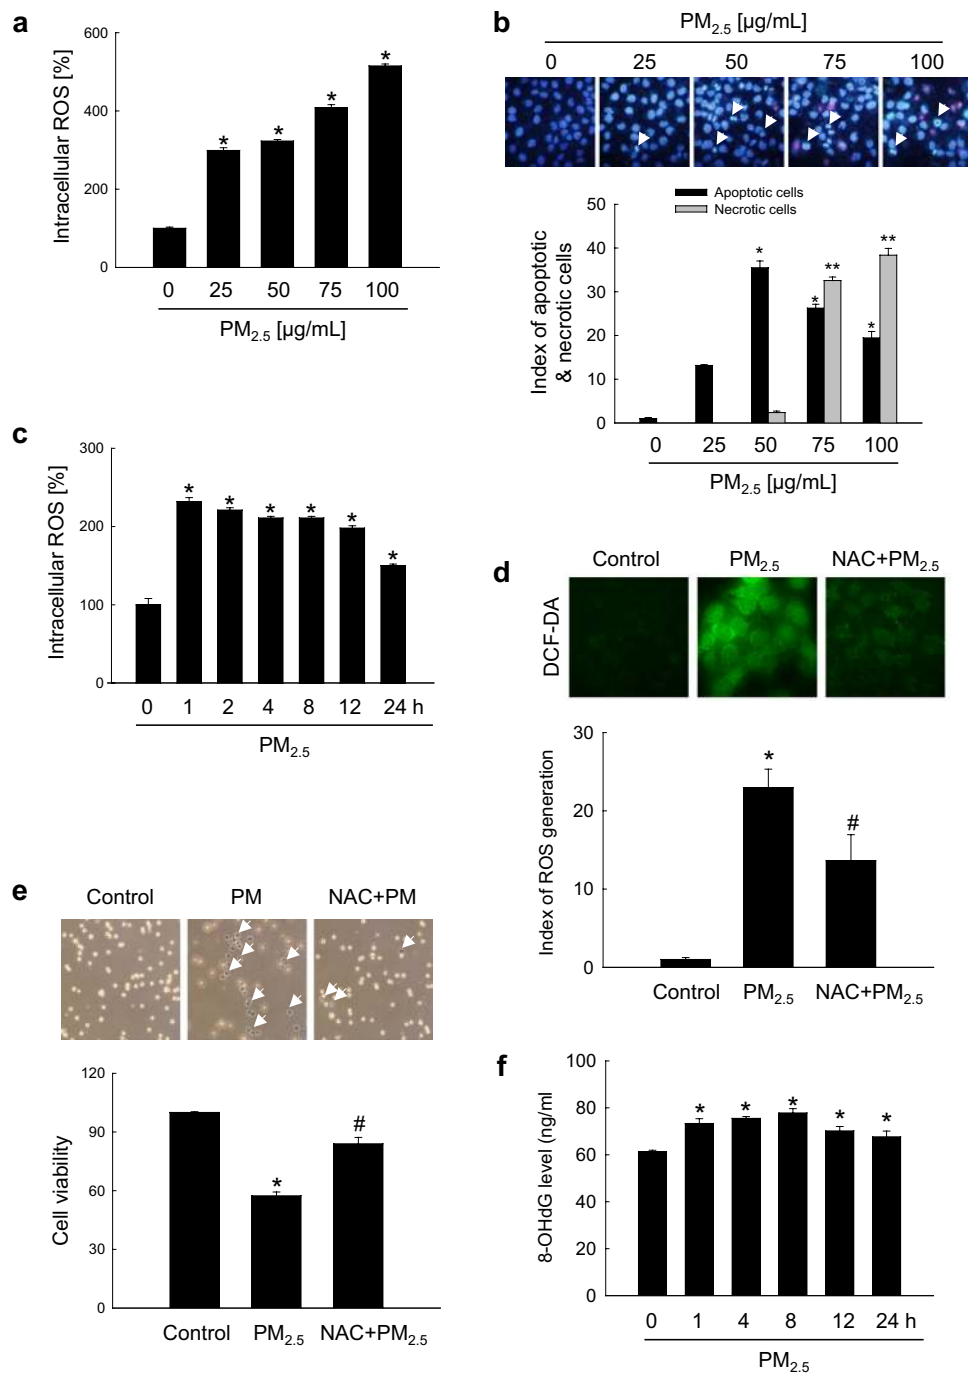 a
Intracellular ROS [%]
600
400
200
0
*
*
*
*
0 25 50 75 100
PM2.5 [µg/mL]
b
PM2.5 [µg/mL]
0 25 50 75 100
Apoptotic cells
Necrotic cells
Index of apoptotic
& necrotic cells
50
40
30
20
10
0
*
*
**
*
**
0 25 50 75 100
PM2.5 [µg/mL]
c
Intracellular ROS [%]
300
200
100
0
* * * * * *
0 1 2 4 8 12 24 h
PM2.5
d
Control PM2.5 NAC+PM2.5
DCF-DA
Index of ROS generation
30
20
10
0
*
#
Control PM2.5 NAC+PM2.5
e
Control PM NAC+PM
Cell viability
120
90
60
30
0
*
#
Control PM2.5 NAC+PM2.5
f
8-OHdG level (ng/ml)
100
80
60
40
20
0
* * * * *
0 1 4 8 12 24 h
PM2.5